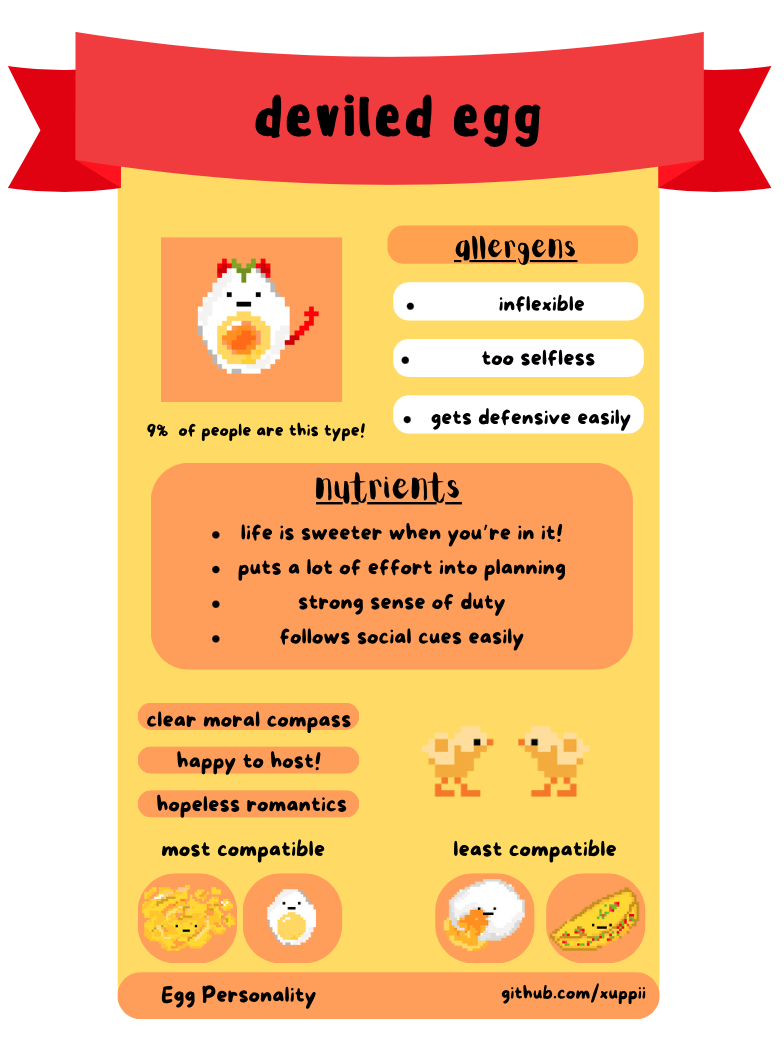 deviled egg
allergens
• inflexible
• too selfless
• gets defensive easily
9% of people are this type!
nutrients
• life is sweeter when you're in it!
• puts a lot of effort into planning
• strong sense of duty
• follows social cues easily
clear moral compass
happy to host!
hopeless romantics
most compatible
least compatible
Egg Personality
github.com/xuppii